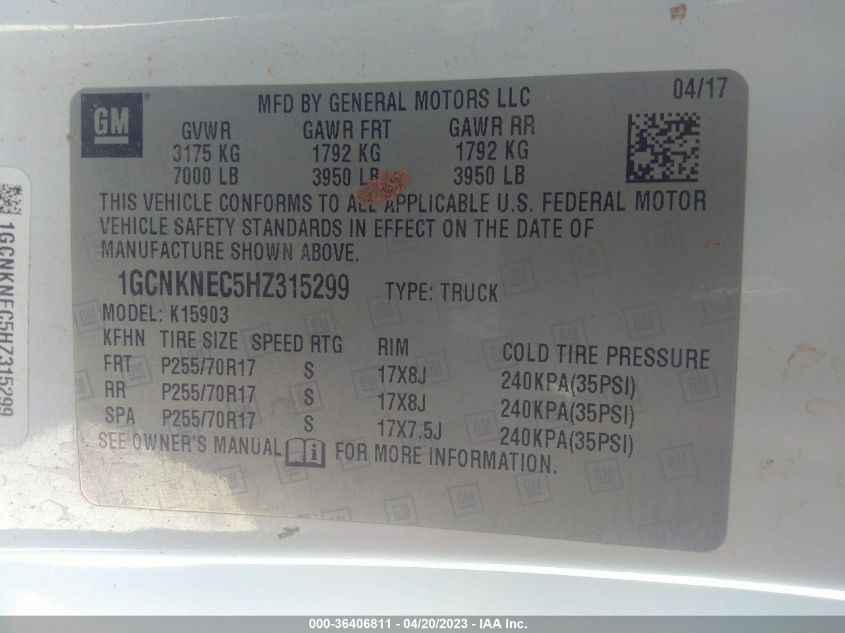 GM
MFD BY GENERAL MOTORS LLC
04/17
GVWR GAWR FRT GAWR RR
3175 KG 1792 KG 1792 KG
7000 LB 3950 LB 3950 LB
THIS VEHICLE CONFORMS TO ALL APPLICABLE U.S. FEDERAL MOTOR
VEHICLE SAFETY STANDARDS IN EFFECT ON THE DATE OF
MANUFACTURE SHOWN ABOVE.
1GCNKNEC5HZ315299 TYPE: TRUCK
MODEL: K15903
KFHN TIRE SIZE SPEED RTG RIM COLD TIRE PRESSURE
FRT P255/70R17 S 17X8J 240KPA(35PSI)
RR P255/70R17 S 17X8J 240KPA(35PSI)
SPA P255/70R17 S 17X7.5J 240KPA(35PSI)
SEE OWNER'S MANUAL FOR MORE INFORMATION.
1GCNKNEC5HZ315299
000-36406811 - 04/20/2023 - IAA Inc.